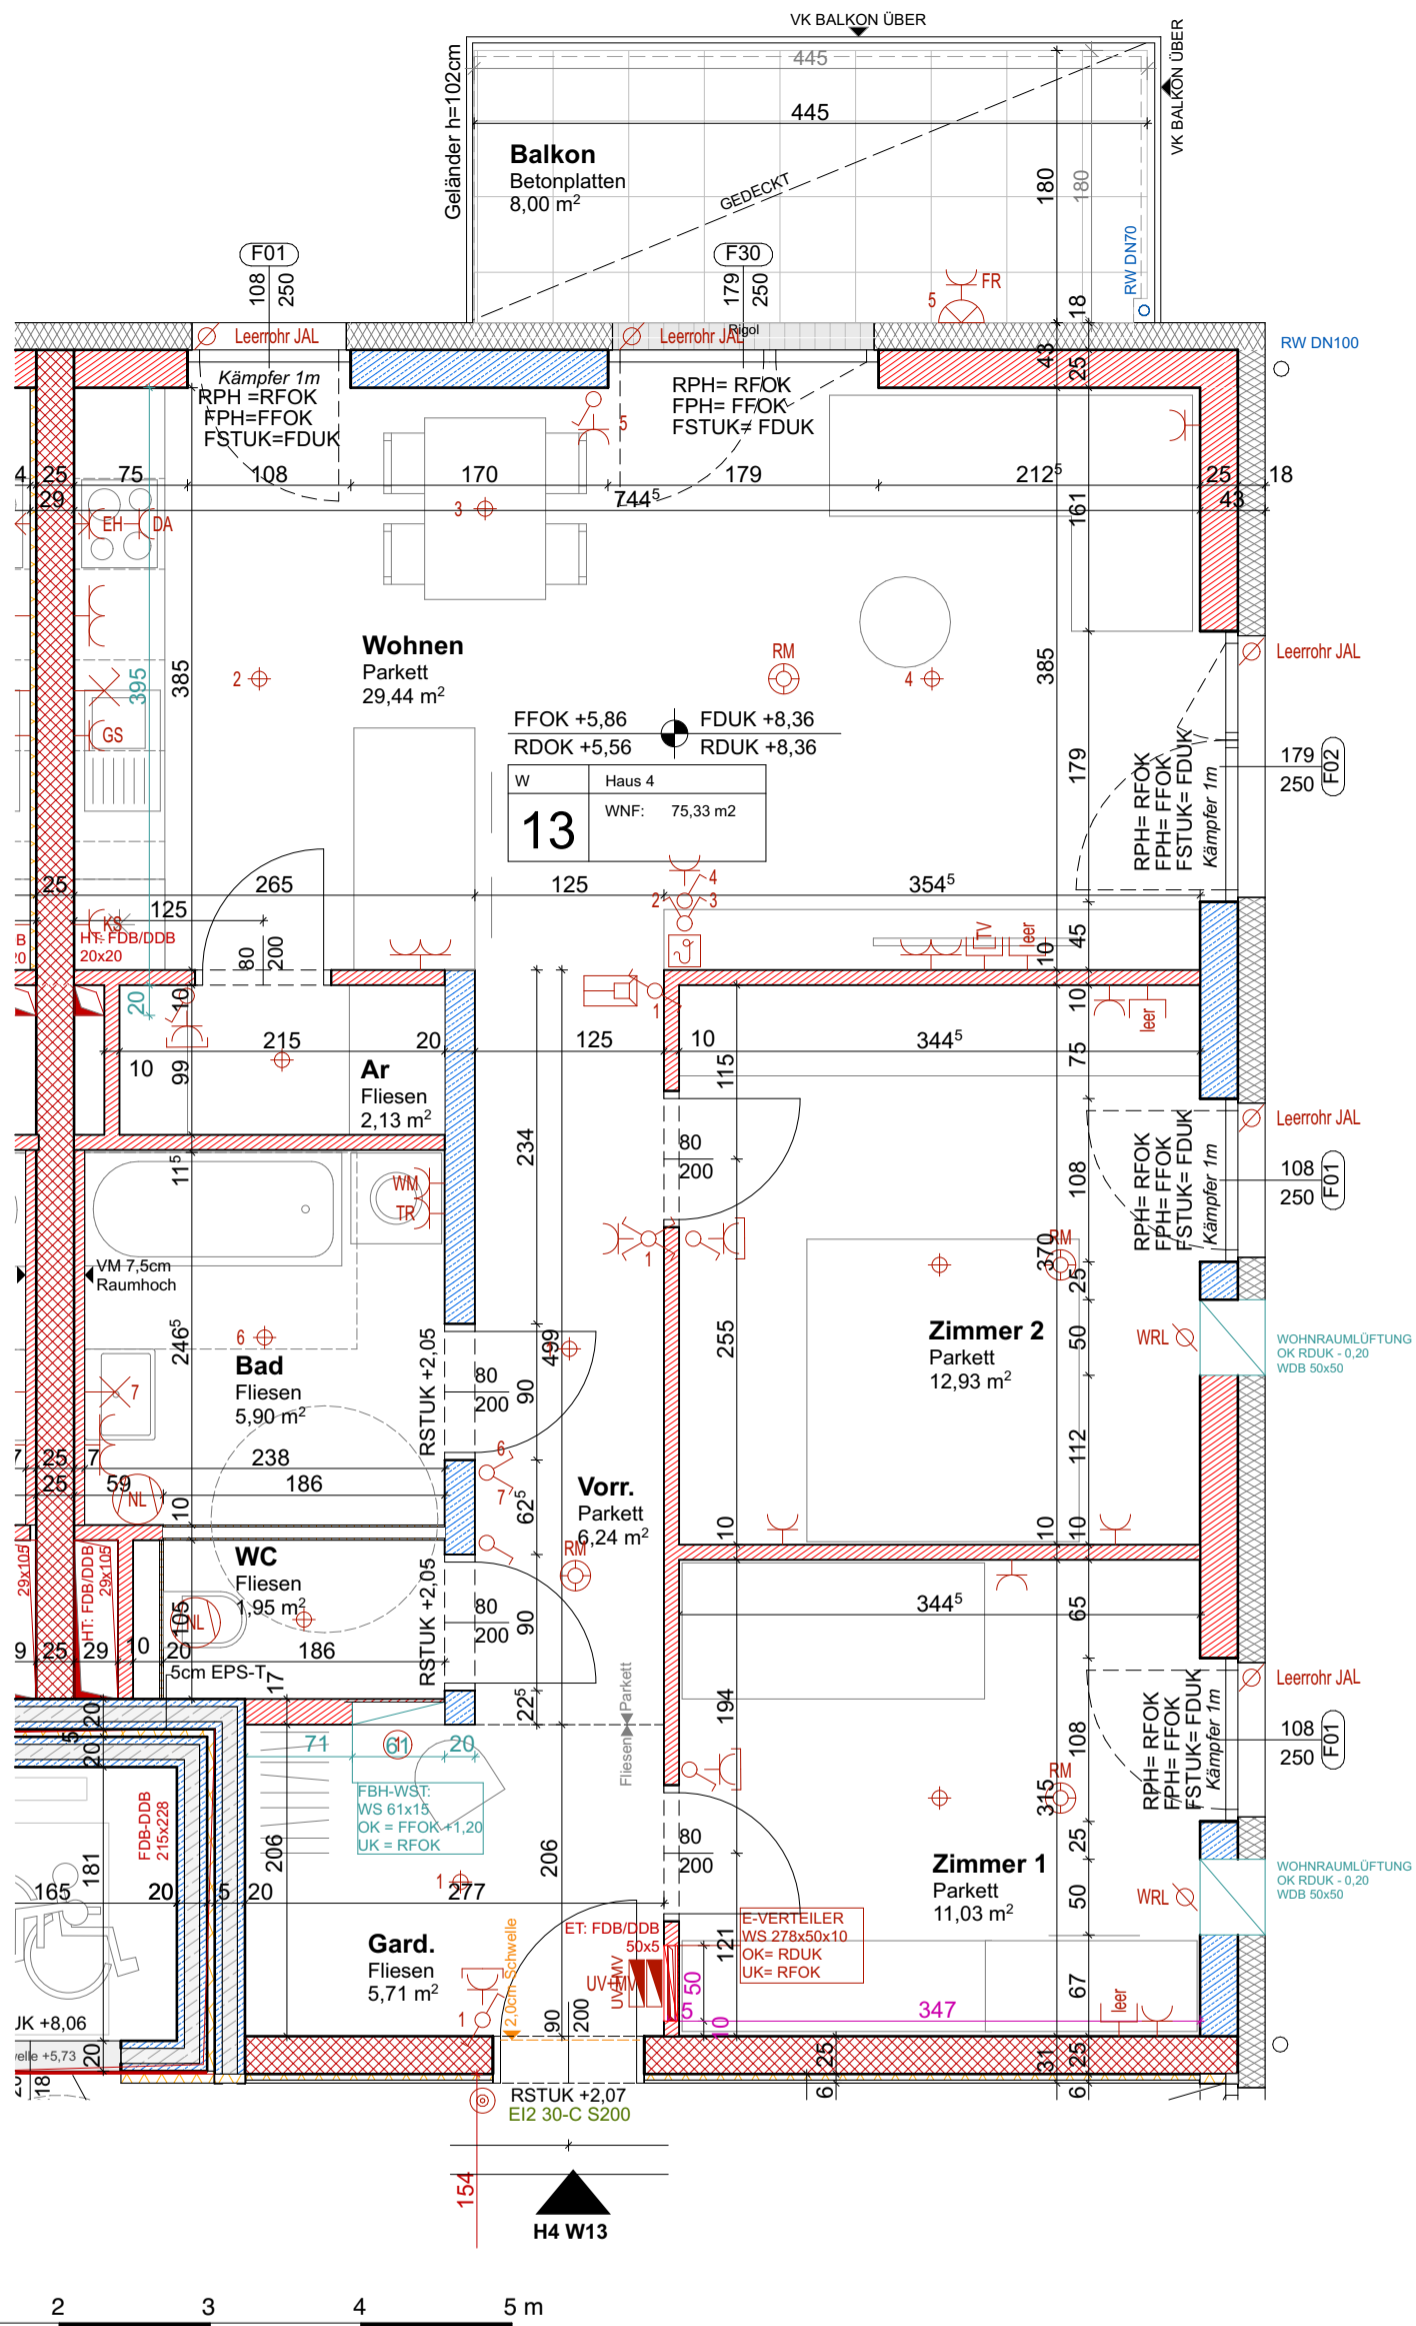 VK BALKON ÜBER
VK BALKON ÜBER
Geländer h=102cm
445
445
Balkon
Betonplatten
8,00 m²
GEDECKT
180
180
RW DN70
F01
108
250
F30
179
250
5
FR
18
Leerrohr JAL
Leerrohr JAL
Rigol
RW DN100
43
25
Kämpfer 1m
RPH =RFOK
FPH=FFOK
FSTUK=FDUK
RPH= RFOK
FPH= FFOK
FSTUK= FDUK
5
4
25
75
108
170
179
212⁵
25
18
29
744⁵
43
161
EH
DA
3
Wohnen
Parkett
29,44 m²
395
385
2
RM
4
385
Leerrohr JAL
GS
FFOK +5,86
FDUK +8,36
RDOK +5,56
RDUK +8,36
W
Haus 4
13
WNF:
75,33 m2
179
RPH= RFOK
FPH= FFOK
FSTUK= FDUK
Kämpfer 1m
179
250
F02
25
265
125
354⁵
125
KS
HT: FDB/DDB
20x20
80
200
4
2
3
TV
leer
10
45
20
10
1
10
leer
215
20
125
10
344⁵
75
10
99
Ar
Fliesen
2,13 m²
115
Leerrohr JAL
234
80
200
11⁵
WM
TR
108
RPH= RFOK
FPH= FFOK
FSTUK= FDUK
Kämpfer 1m
108
250
F01
VM 7,5cm
Raumhoch
1
370
RM
25
246⁵
6
Bad
Fliesen
5,90 m²
RSTUK +2,05
499
255
Zimmer 2
Parkett
12,93 m²
50
WRL
WOHNRAUMLÜFTUNG
OK RDUK - 0,20
WDB 50x50
7
80
200
90
112
7
25
7
238
6
25
59
186
7
NL
62⁵
Vorr.
Parkett
6,24 m²
10
10
10
10
RM
WC
Fliesen
1,95 m²
29x105
HT: FDB/DDB
29x105
105
NL
RSTUK +2,05
80
200
90
344⁵
65
9
25
29
10
20
186
5cm EPS-T
17
22⁵
Parkett
Fliesen
194
Leerrohr JAL
20
5
20
71
61
20
108
RPH= RFOK
FPH= FFOK
FSTUK= FDUK
Kämpfer 1m
108
250
F01
FBH-WST:
WS 61x15
OK = FFOK +1,20
UK = RFOK
FDB-DDB
215x228
315
RM
206
206
80
200
25
181
1
Zimmer 1
Parkett
11,03 m²
50
WRL
WOHNRAUMLÜFTUNG
OK RDUK - 0,20
WDB 50x50
165
20
5
20
277
Gard.
Fliesen
5,71 m²
2,0cm Schwelle
ET: FDB/DDB
50x5
E-VERTEILER
WS 278x50x10
OK= RDUK
UK= RFOK
121
UV+MV
UV+MV
5
50
10
347
leer
67
1
90
200
UK +8,06
+5,73
20
18
25
6
31
25
6
RSTUK +2,07
EI2 30-C S200
154
H4 W13
2
3
4
5 m